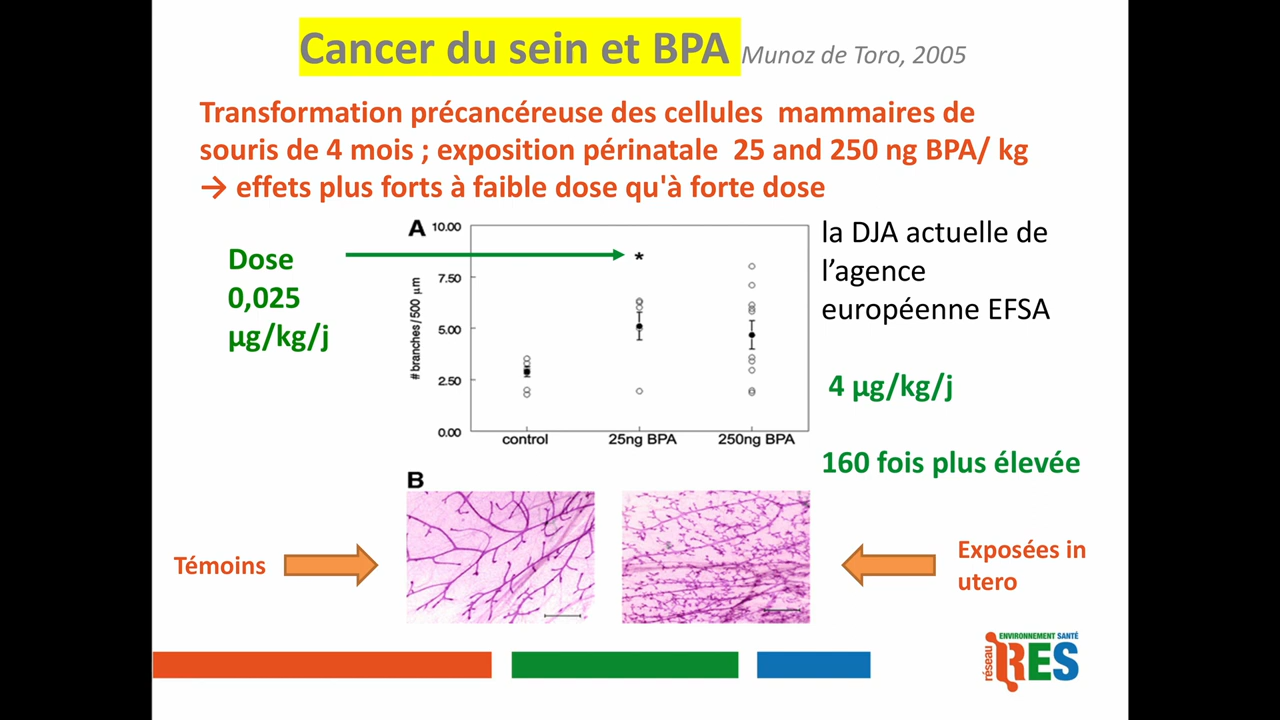 Cancer du sein et BPA Munoz de Toro, 2005
Transformation précancéreuse des cellules mammaires de
souris de 4 mois ; exposition périnatale 25 and 250 ng BPA/ kg
→ effets plus forts à faible dose qu'à forte dose
Dose
0,025
µg/kg/j
A
10.00
7.50
5.00
2.50
0.00
# branches/500 µm
*
control
25ng BPA
250ng BPA
la DJA actuelle de
l’agence
européenne EFSA
4 µg/kg/j
160 fois plus élevée
B
Témoins
Exposées in
utero
réseau
ENVIRONNEMENT SANTÉ
RES